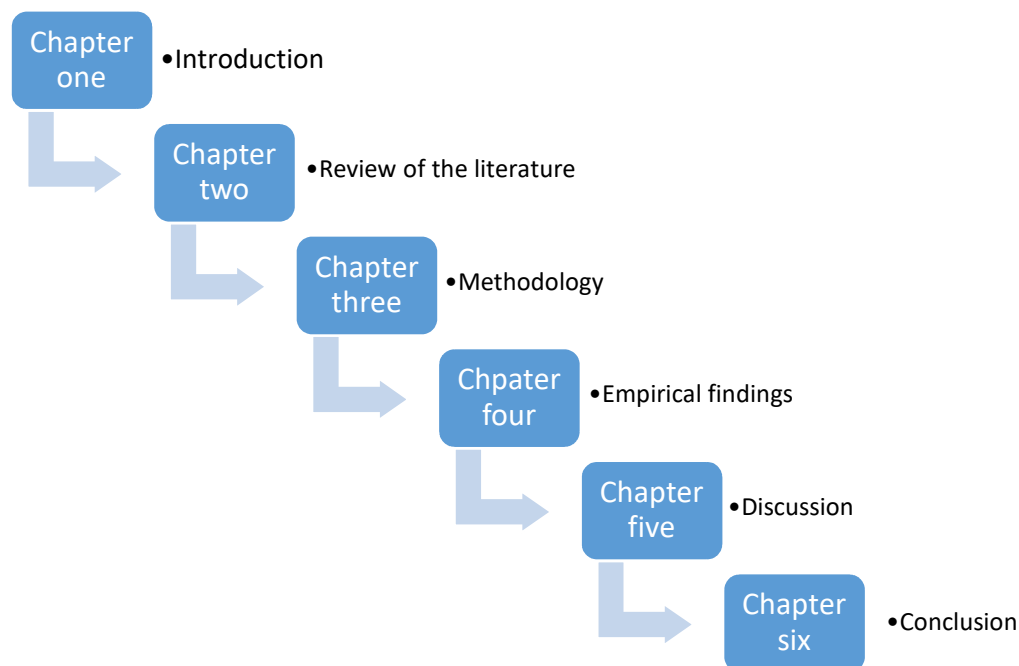 Chapter
one
•Introduction
Chapter
two
•Review of the literature
Chapter
three
•Methodology
Chpater
four
•Empirical findings
Chapter
five
•Discussion
Chapter
six
•Conclusion